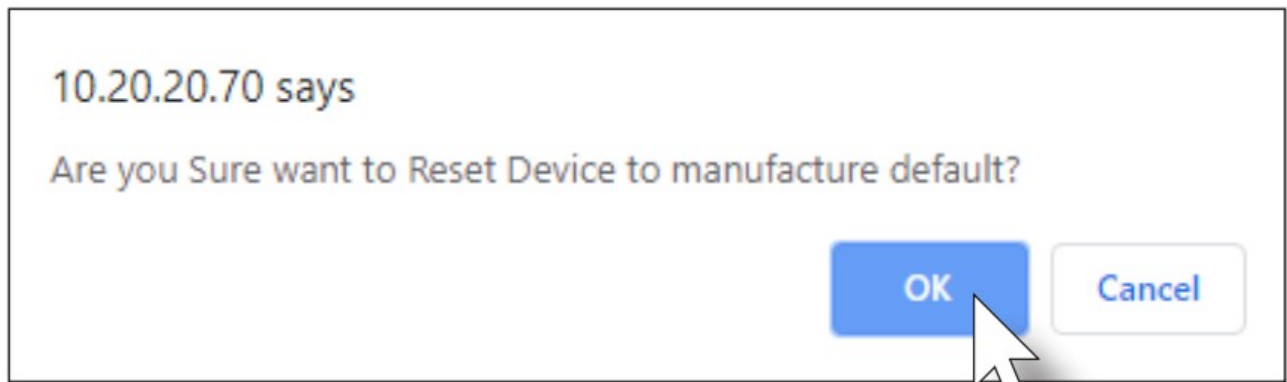 10.20.20.70 says
Are you Sure want to Reset Device to manufacture default?
OK
Cancel